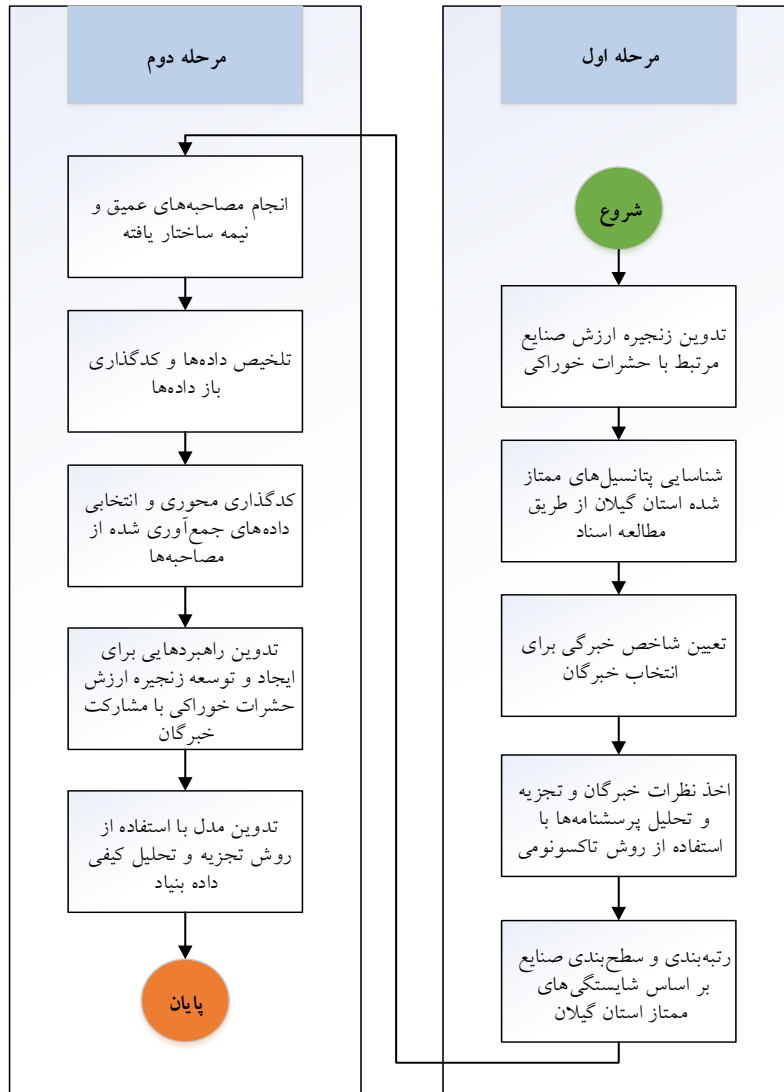 مرحله اول
شروع
تدوین زنجیره ارزش صنایع
مرتبط با حشرات خوراکی
شناسایی پتانسیل‌های ممتاز
شده استان گیلان از طریق
مطالعه اسناد
تعیین شاخص خبرگی برای
انتخاب خبرگان
اخذ نظرات خبرگان و تجزیه
و تحلیل پرسشنامه‌ها با
استفاده از روش تاکسونومی
رتبه‌بندی و سطح‌بندی صنایع
بر اساس شایستگی‌های
ممتاز استان گیلان
مرحله دوم
انجام مصاحبه‌های عمیق و
نیمه ساختار یافته
تلخیص داده‌ها و کدگذاری
باز داده‌ها
کدگذاری محوری و انتخابی
داده‌های جمع‌آوری شده از
مصاحبه‌ها
تدوین راهبردهایی برای
ایجاد و توسعه زنجیره ارزش
حشرات خوراکی با مشارکت
خبرگان
تدوین مدل با استفاده از
روش تجزیه و تحلیل کیفی
داده بنیاد
پایان